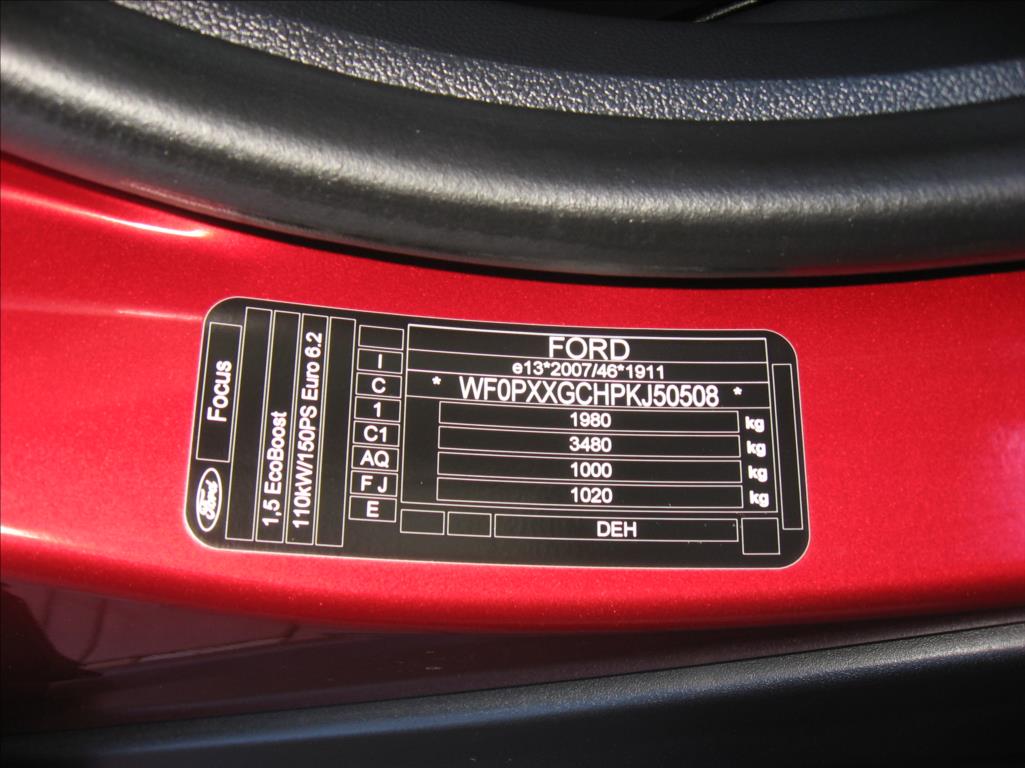 Ford
Focus
1,5 EcoBoost
110kW/150PS Euro 6.2
I
C
1
C1
AQ
F J
E
FORD
e13*2007/46*1911
* WF0PXXGCHPKJ50508 *
1980 kg
3480 kg
1000 kg
1020 kg
DEH